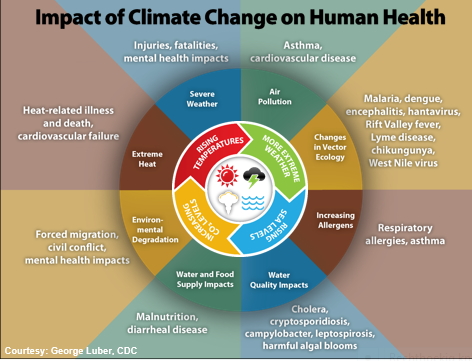 Impact of Climate Change on Human Health
Injuries, fatalities,
mental health impacts
Asthma,
cardiovascular disease
Severe
Weather
Air
Pollution
Heat-related illness
and death,
cardiovascular failure
Malaria, dengue,
encephalitis, hantavirus,
Rift Valley fever,
Lyme disease,
chikungunya,
West Nile virus
Extreme
Heat
Changes
in Vector
Ecology
RISING
TEMPERATURES
MORE EXTREME
WEATHER
INCREASING
CO₂ LEVELS
RISING
SEA LEVELS
Environ-
mental
Degradation
Increasing
Allergens
Forced migration,
civil conflict,
mental health impacts
Respiratory
allergies, asthma
Water and Food
Supply Impacts
Water
Quality Impacts
Malnutrition,
diarrheal disease
Cholera,
cryptosporidiosis,
campylobacter, leptospirosis,
harmful algal blooms
Courtesy: George Luber, CDC